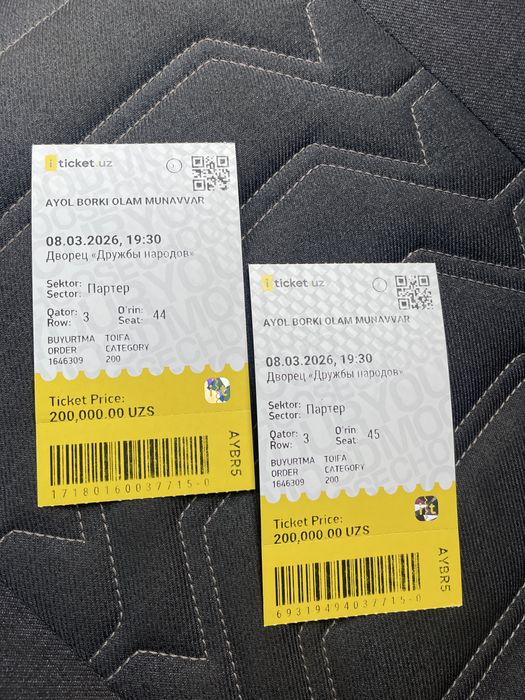 iticket.uz
AYOL BORKI OLAM MUNAVVAR
08.03.2026, 19:30
Дворец «Дружбы народов»
Sektor:
Sector: Партер
Qator:
Row: 3
O'rin:
Seat: 44
BUYURTMA
ORDER
1646309
TOIFA
CATEGORY
200
Ticket Price:
200,000.00 UZS
AYBR5
17180160037715-0
iticket.uz
AYOL BORKI OLAM MUNAVVAR
08.03.2026, 19:30
Дворец «Дружбы народов»
Sektor:
Sector: Партер
Qator:
Row: 3
O'rin:
Seat: 45
BUYURTMA
ORDER
1646309
TOIFA
CATEGORY
200
Ticket Price:
200,000.00 UZS
AYBR5
69319494037715-0